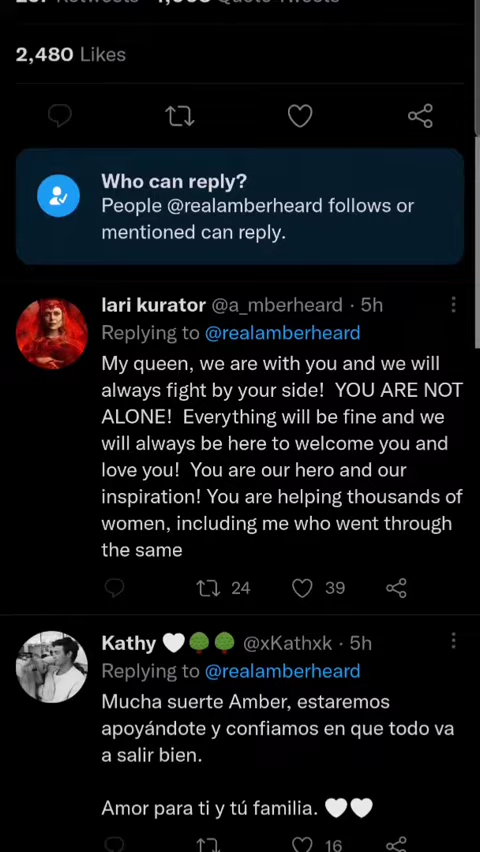 2,480 Likes
Who can reply?
People @realamberheard follows or
mentioned can reply.
lari kurator @a_mberheard · 5h
Replying to @realamberheard
My queen, we are with you and we will
always fight by your side!  YOU ARE NOT
ALONE!  Everything will be fine and we
will always be here to welcome you and
love you!  You are our hero and our
inspiration! You are helping thousands of
women, including me who went through
the same
24 39
Kathy 🤍🌳🌳 @xKathxk · 5h
Replying to @realamberheard
Mucha suerte Amber, estaremos
apoyándote y confiamos en que todo va
a salir bien.
Amor para ti y tú familia. 🤍🤍
16